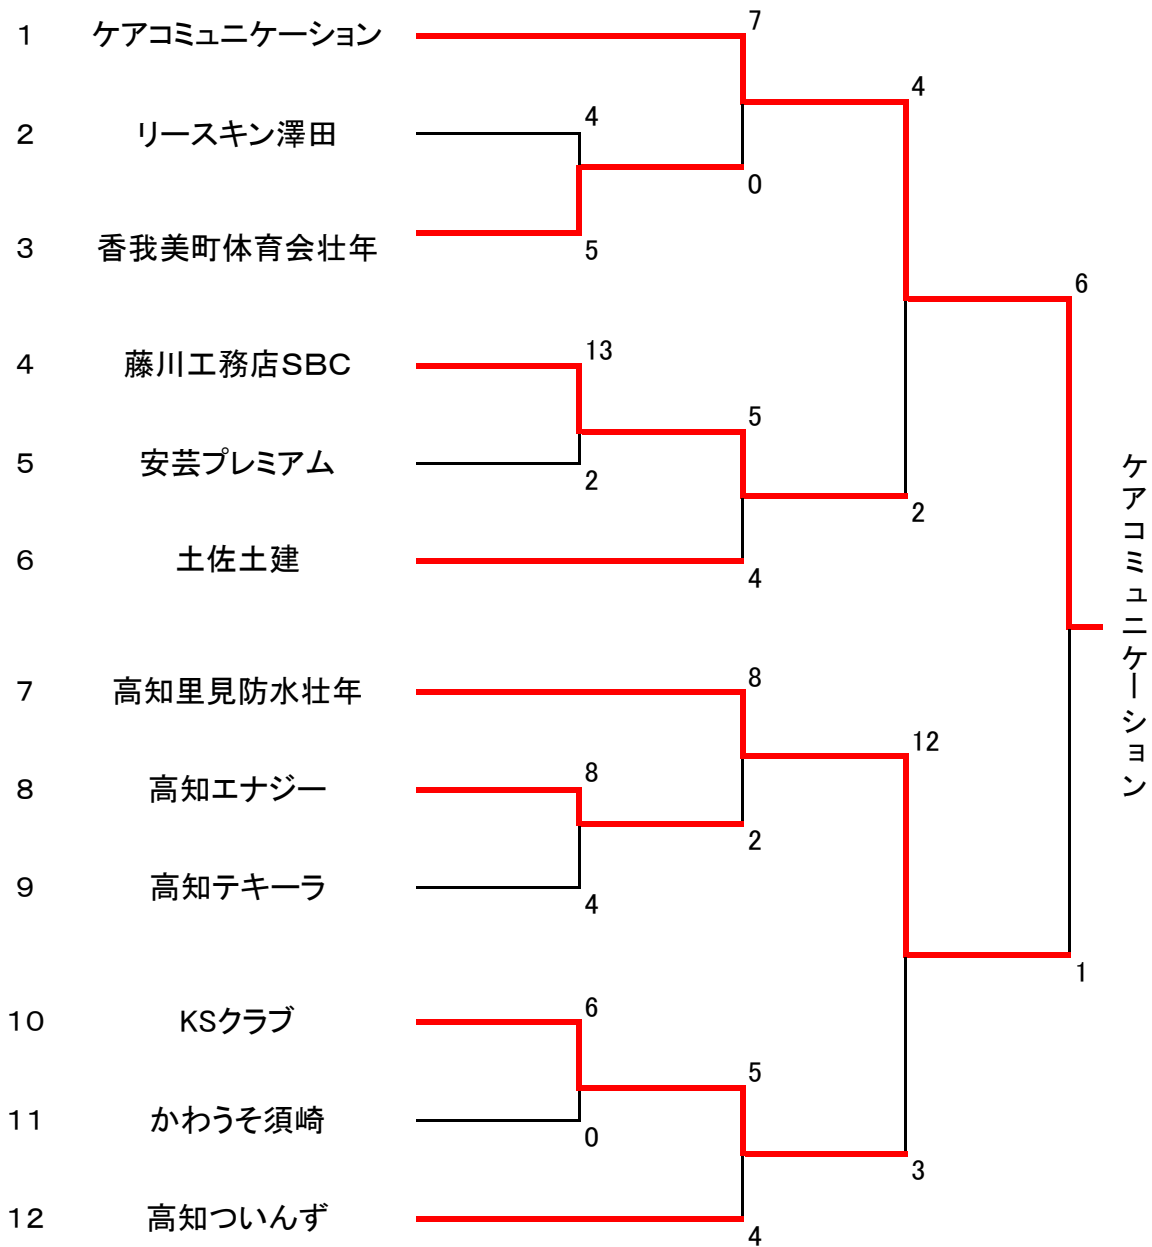 1 ケアコミュニケーション
7
4
2 リースキン澤田
4
0
3 香我美町体育会壮年
5
6
4 藤川工務店SBC
13
5
5 安芸プレミアム
2
2
6 土佐土建
4
ケアコミュニケーション
7 高知里見防水壮年
8
12
8 高知エナジー
8
2
9 高知テキーラ
4
1
10 KSクラブ
6
5
11 かわうそ須崎
0
3
12 高知ついんず
4